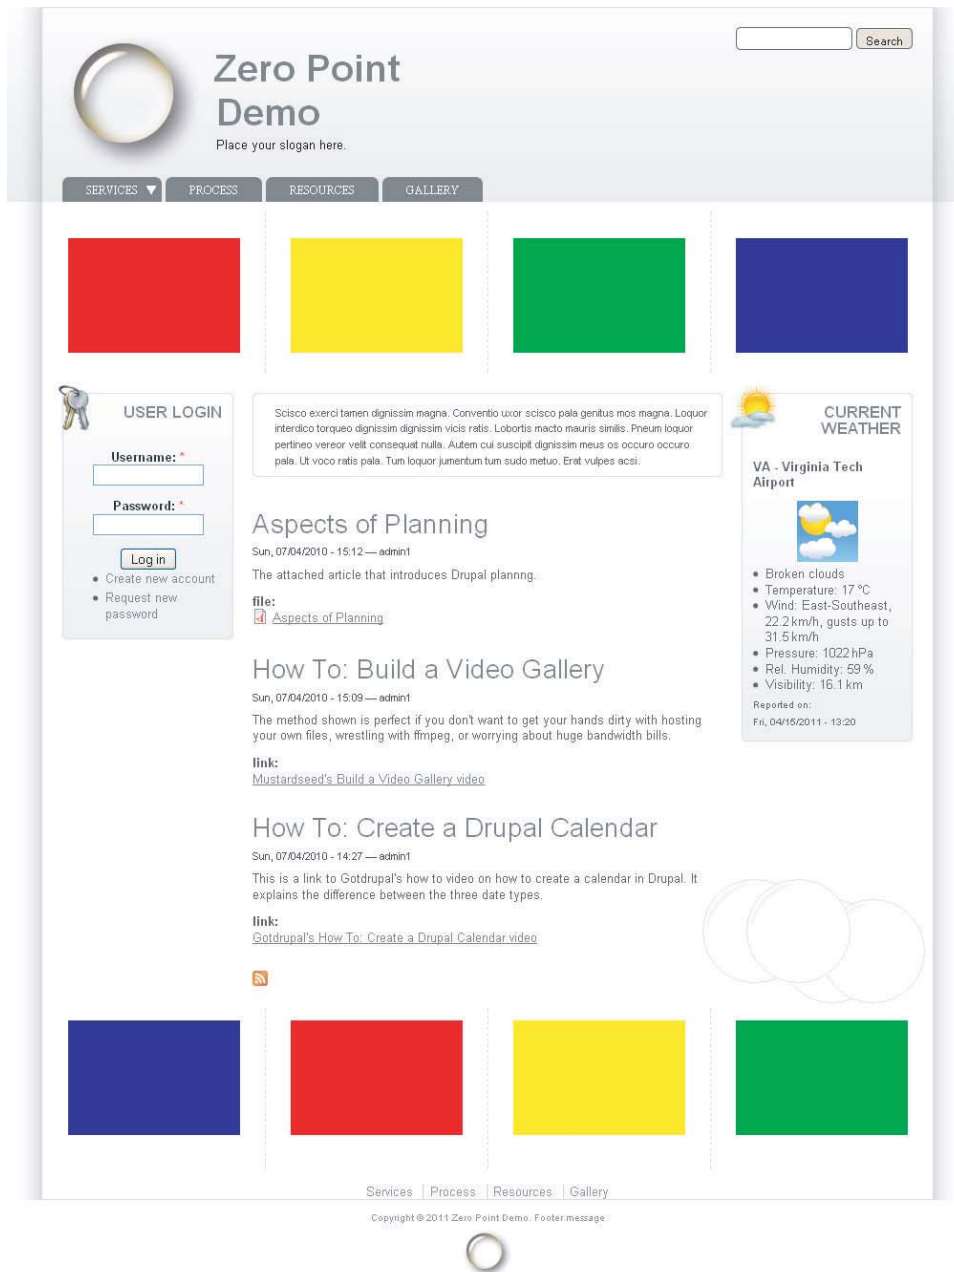 Search
Zero Point
Demo
Place your slogan here.
SERVICES ▼ PROCESS RESOURCES GALLERY
USER LOGIN
Username: *
Password: *
Log in
Create new account
Request new
password
Scisco exerci tamen dignissim magna. Conventio uxor scisco pala genitus mos magna. Loquor
interdico torqueo dignissim dignissim vicis ratis. Lobortis macto mauris similis. Pneum loquor
pertineo vereor velit consequat nulla. Autem cui suscipit dignissim meus os occuro occuro
pala. Ut voco ratis pala. Tum loquor jumentum tum sudo metuo. Erat vulpes acsi.
Aspects of Planning
Sun, 07/04/2010 - 15:12 — admin1
The attached article that introduces Drupal plannng.
file:
Aspects of Planning
How To: Build a Video Gallery
Sun, 07/04/2010 - 15:09 — admin1
The method shown is perfect if you don't want to get your hands dirty with hosting
your own files, wrestling with ffmpeg, or worrying about huge bandwidth bills.
link:
Mustardseed's Build a Video Gallery video
How To: Create a Drupal Calendar
Sun, 07/04/2010 - 14:27 — admin1
This is a link to Gotdrupal's how to video on how to create a calendar in Drupal. It
explains the difference between the three date types.
link:
Gotdrupal's How To: Create a Drupal Calendar video
CURRENT
WEATHER
VA - Virginia Tech
Airport
Broken clouds
Temperature: 17 °C
Wind: East-Southeast,
22.2 km/h, gusts up to
31.5 km/h
Pressure: 1022 hPa
Rel. Humidity: 59 %
Visibility: 16.1 km
Reported on:
Fri, 04/15/2011 - 13:20
Services | Process | Resources | Gallery
Copyright © 2011 Zero Point Demo. Footer message